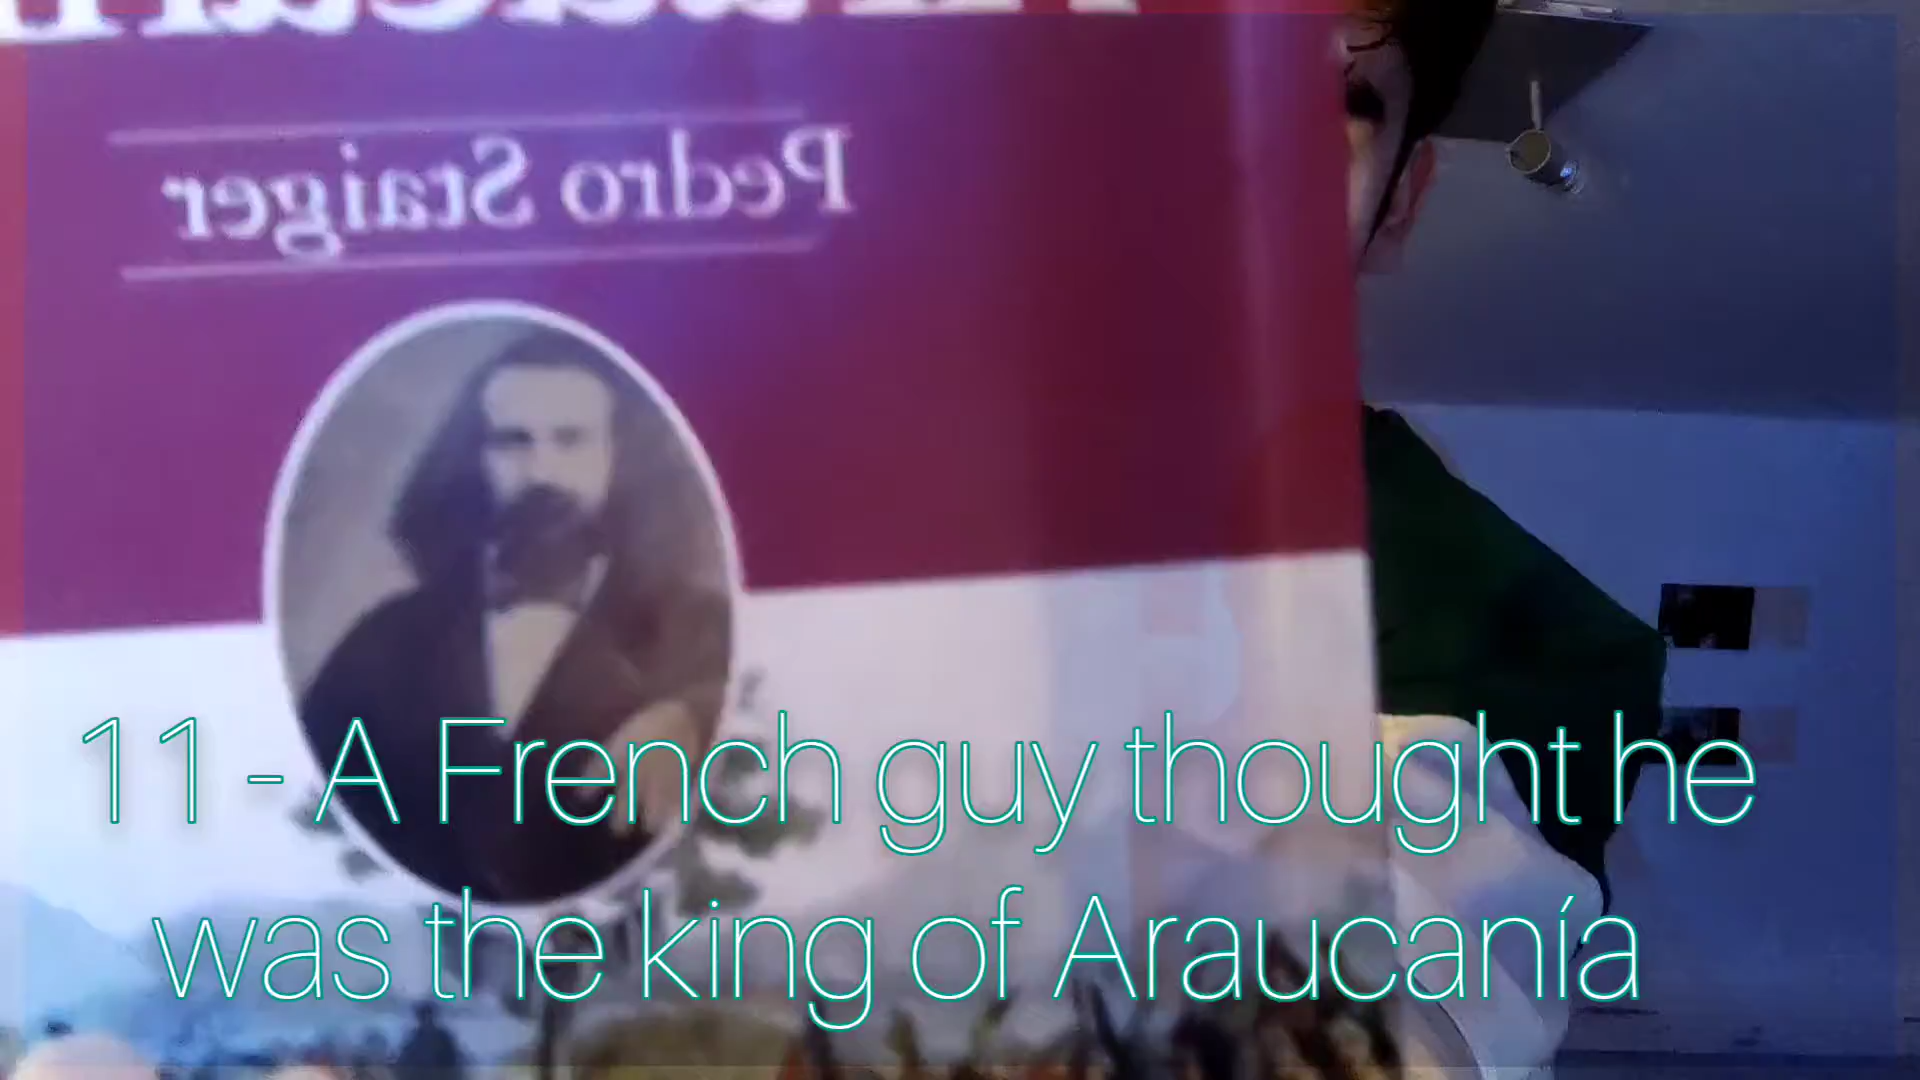 Pedro Staiger
11 - A French guy thought he
was the king of Araucanía